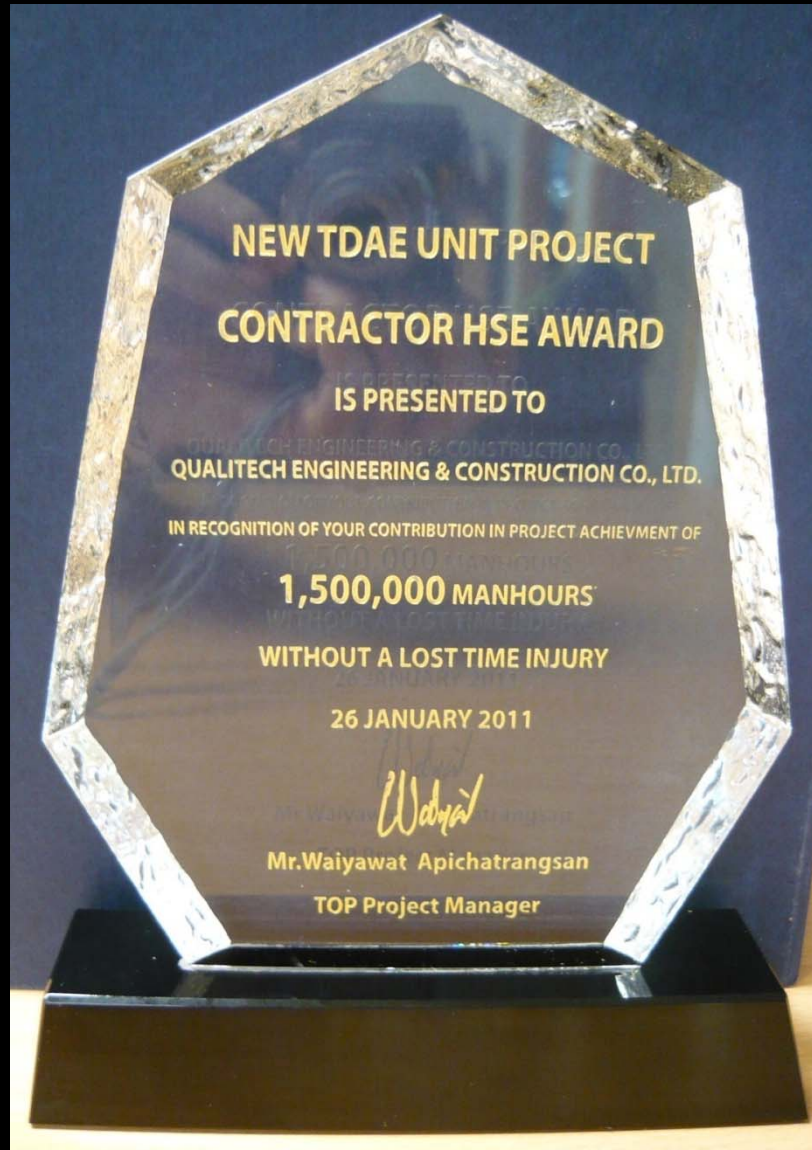 NEW TDAE UNIT PROJECT
CONTRACTOR HSE AWARD
IS PRESENTED TO
QUALITECH ENGINEERING & CONSTRUCTION CO., LTD.
IN RECOGNITION OF YOUR CONTRIBUTION IN PROJECT ACHIEVMENT OF
1,500,000 MANHOURS
WITHOUT A LOST TIME INJURY
26 JANUARY 2011
Mr.Waiyawat Apichatrangsan
TOP Project Manager